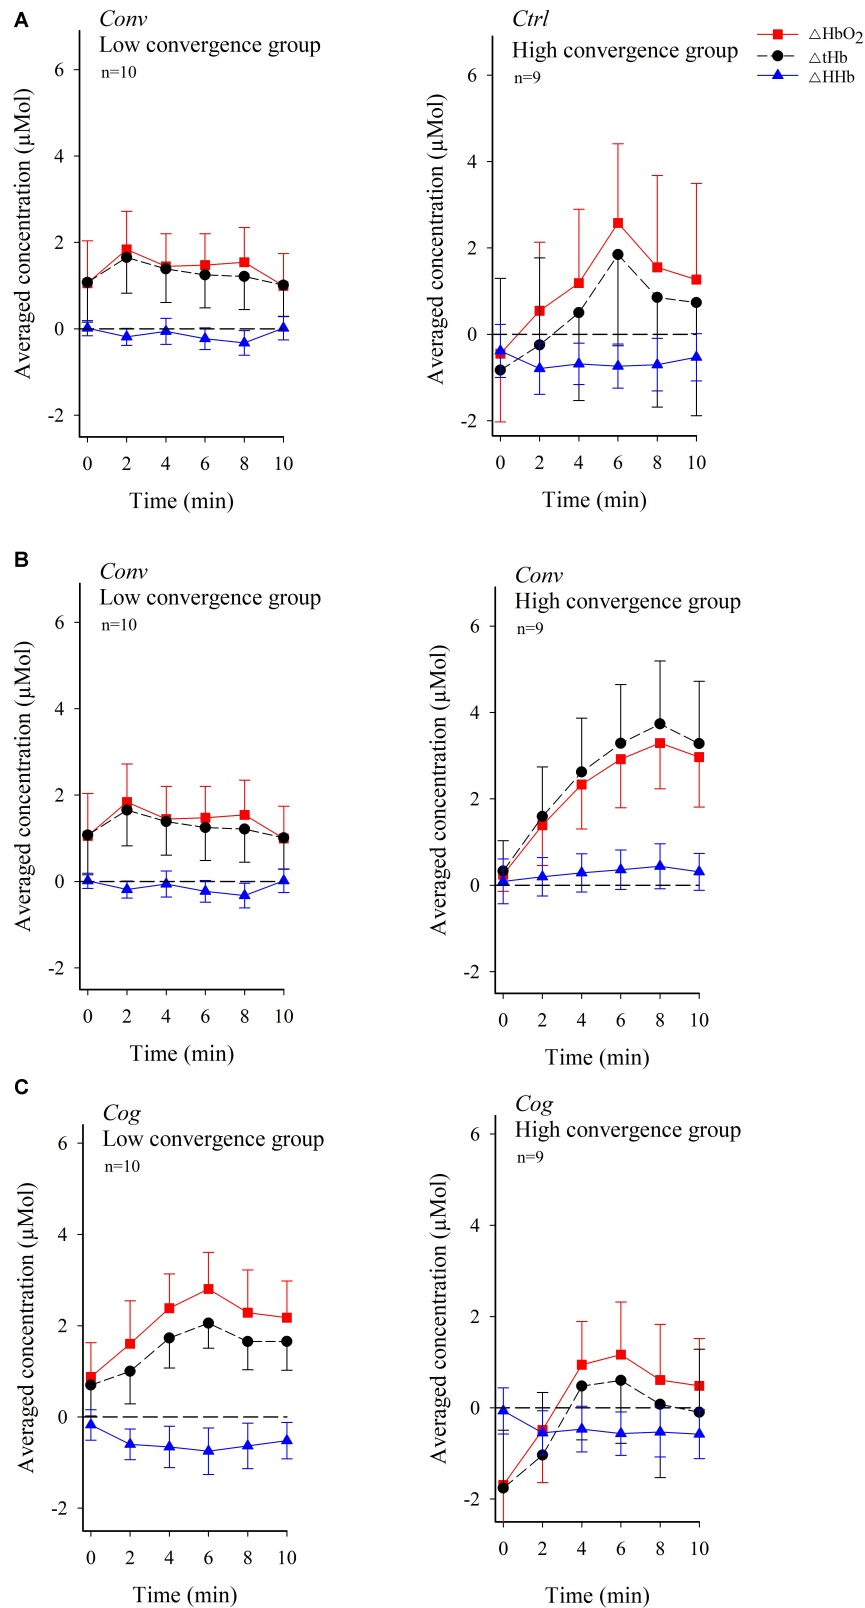 A
Conv
Low convergence group
n=10
Averaged concentration (μMol)
6
4
2
0
-2
0 2 4 6 8 10
Time (min)
Ctrl
High convergence group
n=9
Averaged concentration (μMol)
6
4
2
0
-2
0 2 4 6 8 10
Time (min)
△HbO2
△tHb
△HHb
B
Conv
Low convergence group
n=10
Averaged concentration (μMol)
6
4
2
0
-2
0 2 4 6 8 10
Time (min)
Conv
High convergence group
n=9
Averaged concentration (μMol)
6
4
2
0
-2
0 2 4 6 8 10
Time (min)
C
Cog
Low convergence group
n=10
Averaged concentration (μMol)
6
4
2
0
-2
0 2 4 6 8 10
Time (min)
Cog
High convergence group
n=9
Averaged concentration (μMol)
6
4
2
0
-2
0 2 4 6 8 10
Time (min)